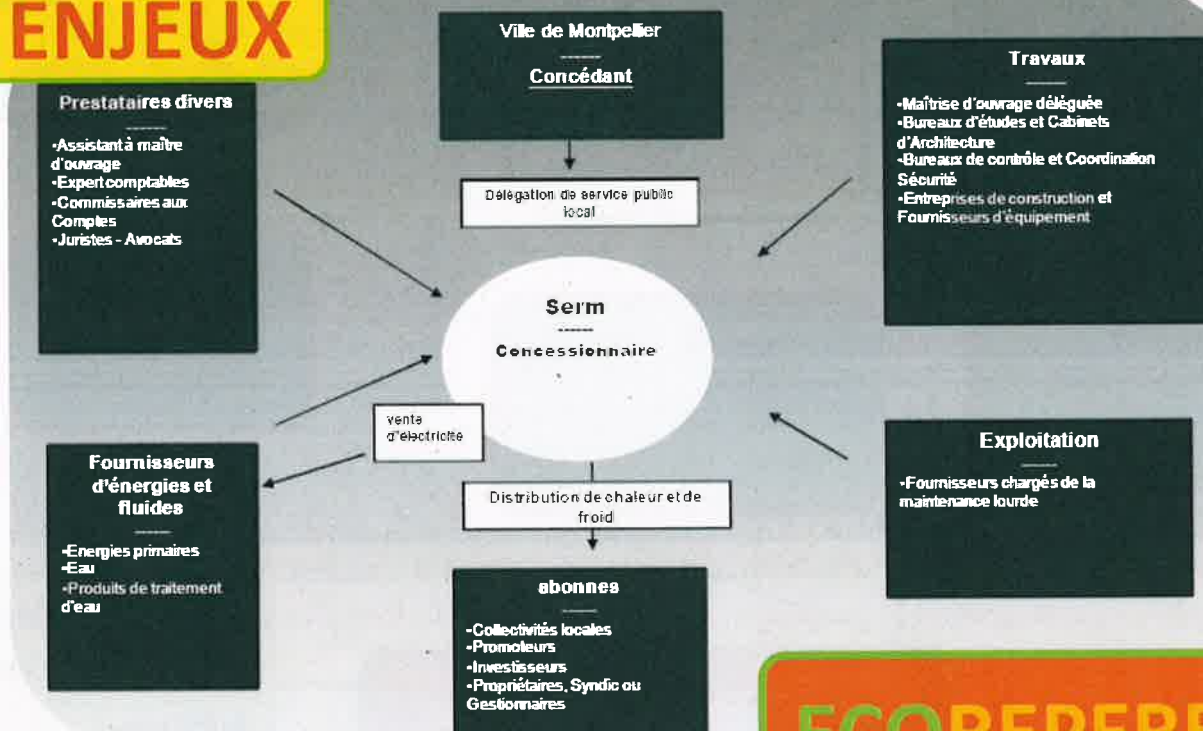 ENJEUX
Ville de Montpellier
------
Concédant
Prestataires divers
------
•Assistant à maître
d'ouvrage
•Expert comptables
•Commissaires aux
Comptes
•Juristes - Avocats
Travaux
------
•Maîtrise d'ouvrage déléguée
•Bureaux d'études et Cabinets
d'Architecture
•Bureaux de contrôle et Coordination
Sécurité
•Entreprises de construction et
Fournisseurs d'équipement
Délégation de service public
local
Serm
------
Concessionnaire
vente
d'électricité
Fournisseurs
d'énergies et
fluides
------
•Energies primaires
•Eau
•Produits de traitement
d'eau
Distribution de chaleur et de
froid
Exploitation
------
•Fournisseurs chargés de la
maintenance lourde
abonnes
------
•Collectivités locales
•Promoteurs
•Investisseurs
•Propriétaires, Syndic ou
Gestionnaires